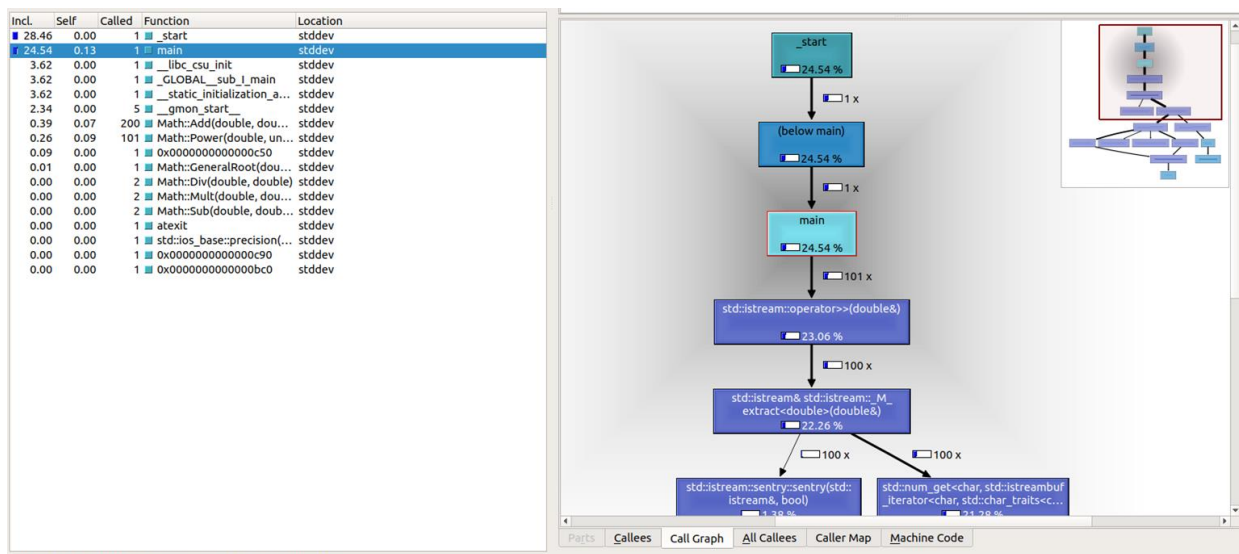 Incl. Self Called Function Location
28.46 0.00 1 _start stddev
24.54 0.13 1 main stddev
3.62 0.00 1 __libc_csu_init stddev
3.62 0.00 1 _GLOBAL__sub_I_main stddev
3.62 0.00 1 __static_initialization_a... stddev
2.34 0.00 5 __gmon_start__ stddev
0.39 0.07 200 Math::Add(double, dou... stddev
0.26 0.09 101 Math::Power(double, un... stddev
0.09 0.00 1 0x0000000000000c50 stddev
0.01 0.00 1 Math::GeneralRoot(dou... stddev
0.00 0.00 2 Math::Div(double, double) stddev
0.00 0.00 2 Math::Mult(double, dou... stddev
0.00 0.00 2 Math::Sub(double, doub... stddev
0.00 0.00 1 atexit stddev
0.00 0.00 1 std::ios_base::precision(... stddev
0.00 0.00 1 0x0000000000000c90 stddev
0.00 0.00 1 0x0000000000000bc0 stddev
_start
24.54 %
1 x
(below main)
24.54 %
1 x
main
24.54 %
101 x
std::istream::operator>>(double&)
23.06 %
100 x
std::istream& std::istream::_M_
extract<double>(double&)
22.26 %
100 x
100 x
std::istream::sentry::sentry(std::
istream&, bool)
1.38 %
std::num_get<char, std::istreambuf
_iterator<char, std::char_traits<c...
21.28 %
Parts Callees Call Graph All Callees Caller Map Machine Code